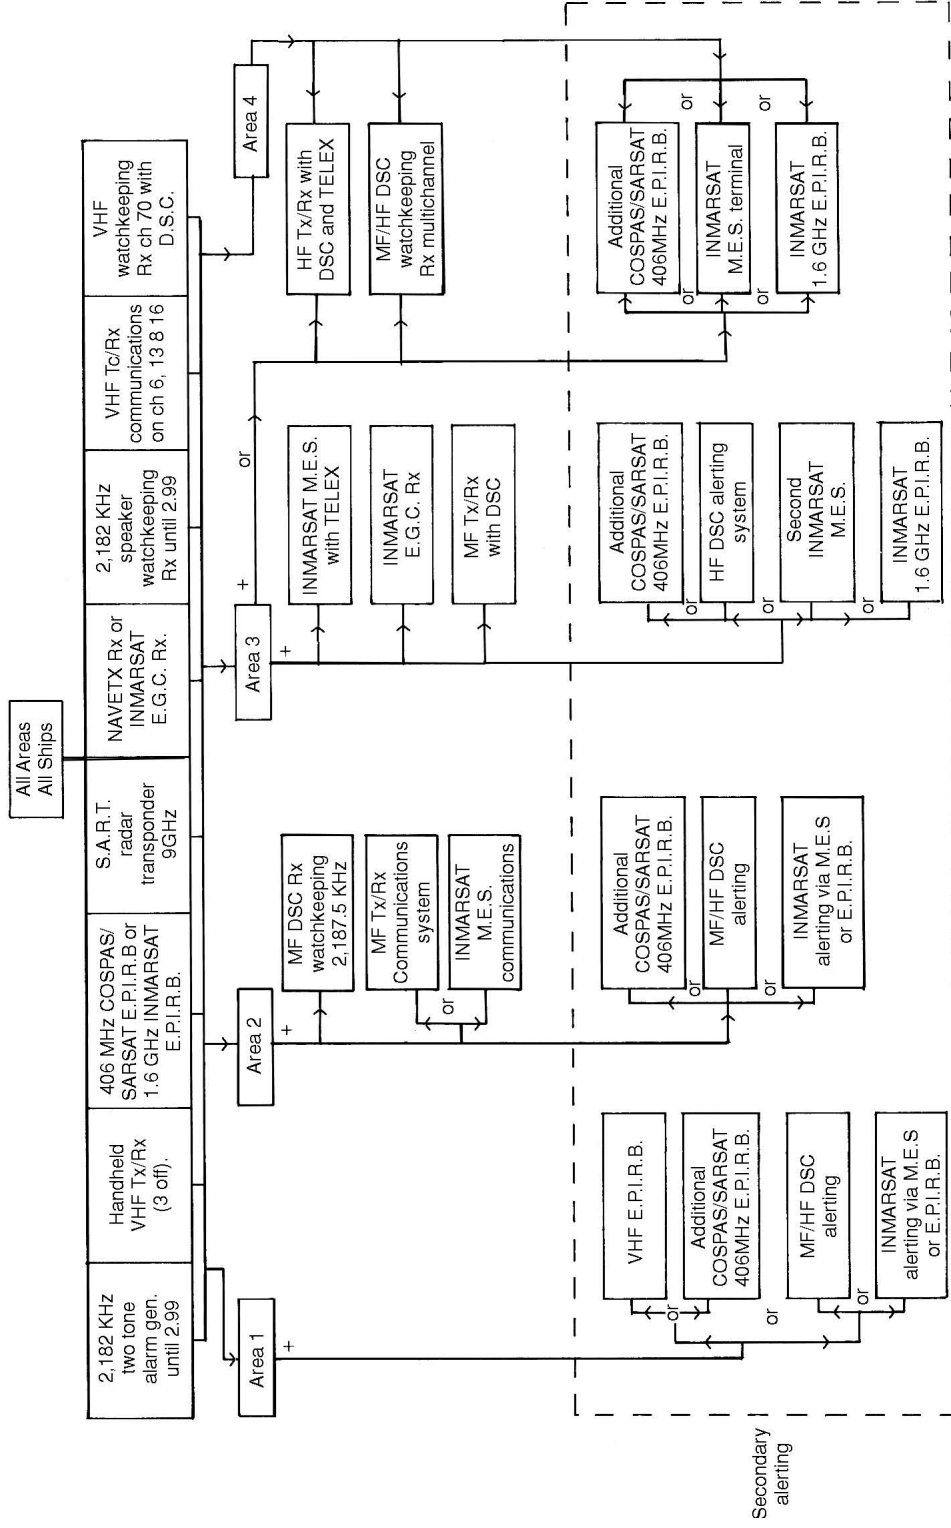 All Areas
All Ships
2,182 KHz
two tone
alarm gen.
until 2.99
Handheld
VHF Tx/Rx
(3 off).
406 MHz COSPAS/
SARSAT E.P.I.R.B or
1.6 GHz INMARSAT
E.P.I.R.B.
S.A.R.T.
radar
transponder
9GHz
NAVETX Rx or
INMARSAT
E.G.C. Rx.
2,182 KHz
speaker
watchkeeping
Rx until 2.99
VHF Tc/Rx
communications
on ch 6, 13 8 16
VHF
watchkeeping
Rx ch 70 with
D.S.C.
Area 1
+
Area 2
+
Area 3
+
+
or
Area 4
MF DSC Rx
watchkeeping
2,187.5 KHz
MF Tx/Rx
Communications
system
or
INMARSAT
M.E.S.
communications
INMARSAT M.E.S.
with TELEX
INMARSAT
E.G.C. Rx
MF Tx/Rx
with DSC
HF Tx/Rx with
DSC and TELEX
MF/HF DSC
watchkeeping
Rx multichannel
Secondary
alerting
VHF E.P.I.R.B.
or
Additional
COSPAS/SARSAT
406MHz E.P.I.R.B.
or
MF/HF DSC
alerting
or
INMARSAT
alerting via M.E.S
or E.P.I.R.B.
Additional
COSPAS/SARSAT
406MHz E.P.I.R.B.
or
MF/HF DSC
alerting
or
INMARSAT
alerting via M.E.S
or E.P.I.R.B.
Additional
COSPAS/SARSAT
406MHz E.P.I.R.B.
or
HF DSC alerting
system
or
Second
INMARSAT
M.E.S.
or
INMARSAT
1.6 GHz E.P.I.R.B.
Additional
COSPAS/SARSAT
406MHz E.P.I.R.B.
or
or
INMARSAT
M.E.S. terminal
or
or
INMARSAT
1.6 GHz E.P.I.R.B.